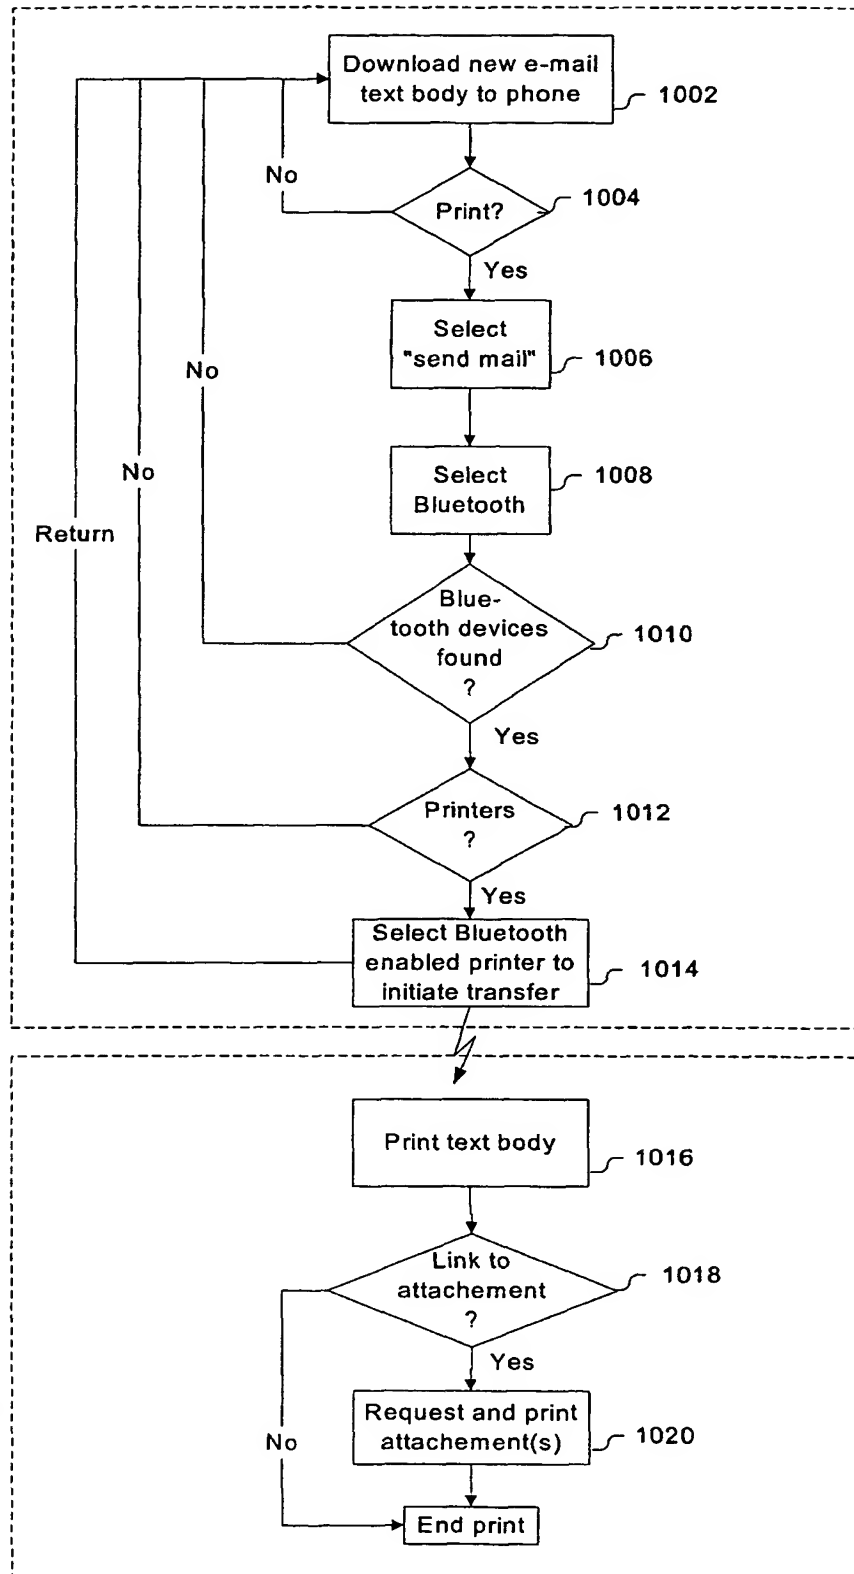 Download new e-mail
text body to phone
1002
No
Print?
1004
Yes
Select
"send mail"
1006
No
Select
Bluetooth
1008
No
Return
Blue-
tooth devices
found
?
1010
Yes
Printers
?
1012
Yes
Select Bluetooth
enabled printer to
initiate transfer
1014
Print text body
1016
Link to
attachement
?
1018
Yes
Request and print
attachement(s)
1020
No
End print